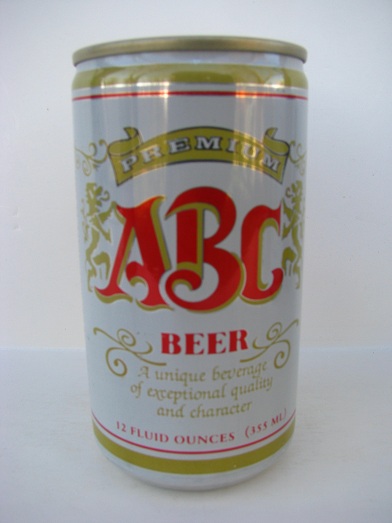 PREMIUM
ABC
BEER
A unique beverage
of exceptional quality
and character
12 FLUID OUNCES (355 ML)